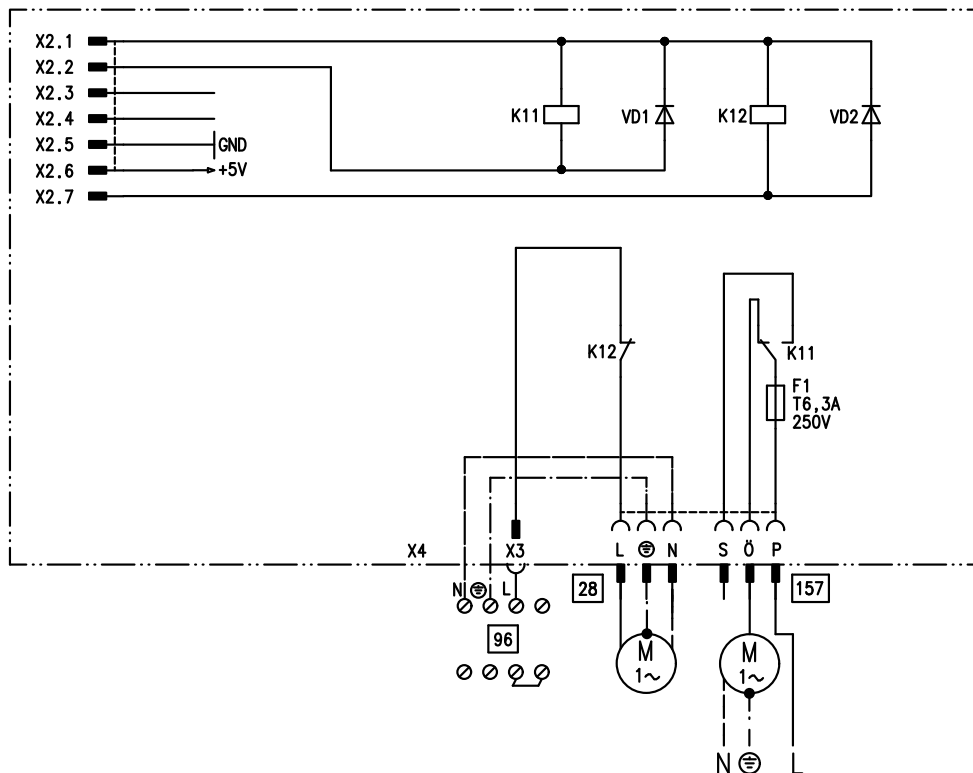 X2.1
X2.2
X2.3
X2.4
X2.5 GND
X2.6 +5V
X2.7
K11 VD1 K12 VD2
K12
K11
F1
T6,3A
250V
X4 X3 L N S Ö P
N L
28
157
96
M
1~
M
1~
N L